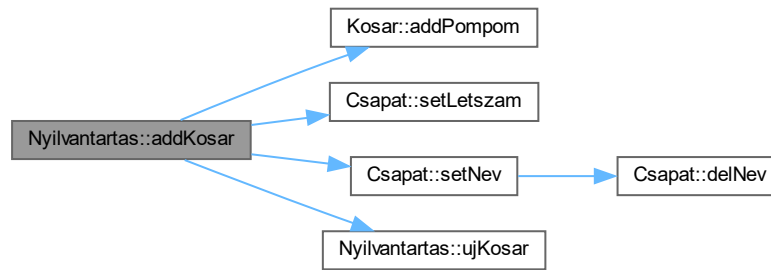 Kosar::addPompom
Csapat::setLetszam
Nyilvantartas::addKosar
Csapat::setNev
Csapat::delNev
Nyilvantartas::ujKosar